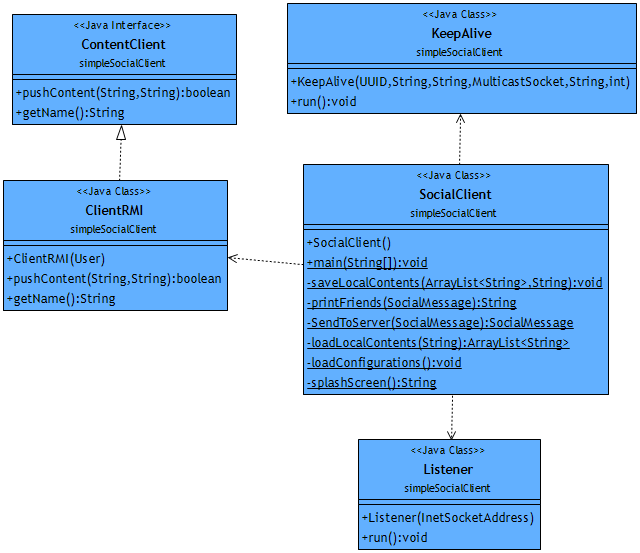 <<Java Interface>>
ContentClient
simpleSocialClient
+pushContent(String,String):boolean
+getName():String
<<Java Class>>
KeepAlive
simpleSocialClient
+KeepAlive(UUID,String,String,MulticastSocket,String,int)
+run():void
<<Java Class>>
ClientRMI
simpleSocialClient
+ClientRMI(User)
+pushContent(String,String):boolean
+getName():String
<<Java Class>>
SocialClient
simpleSocialClient
+SocialClient()
+main(String[]):void
-saveLocalContents(ArrayList<String>,String):void
-printFriends(SocialMessage):String
-SendToServer(SocialMessage):SocialMessage
-loadLocalContents(String):ArrayList<String>
-loadConfigurations():void
-splashScreen():String
<<Java Class>>
Listener
simpleSocialClient
+Listener(InetSocketAddress)
+run():void